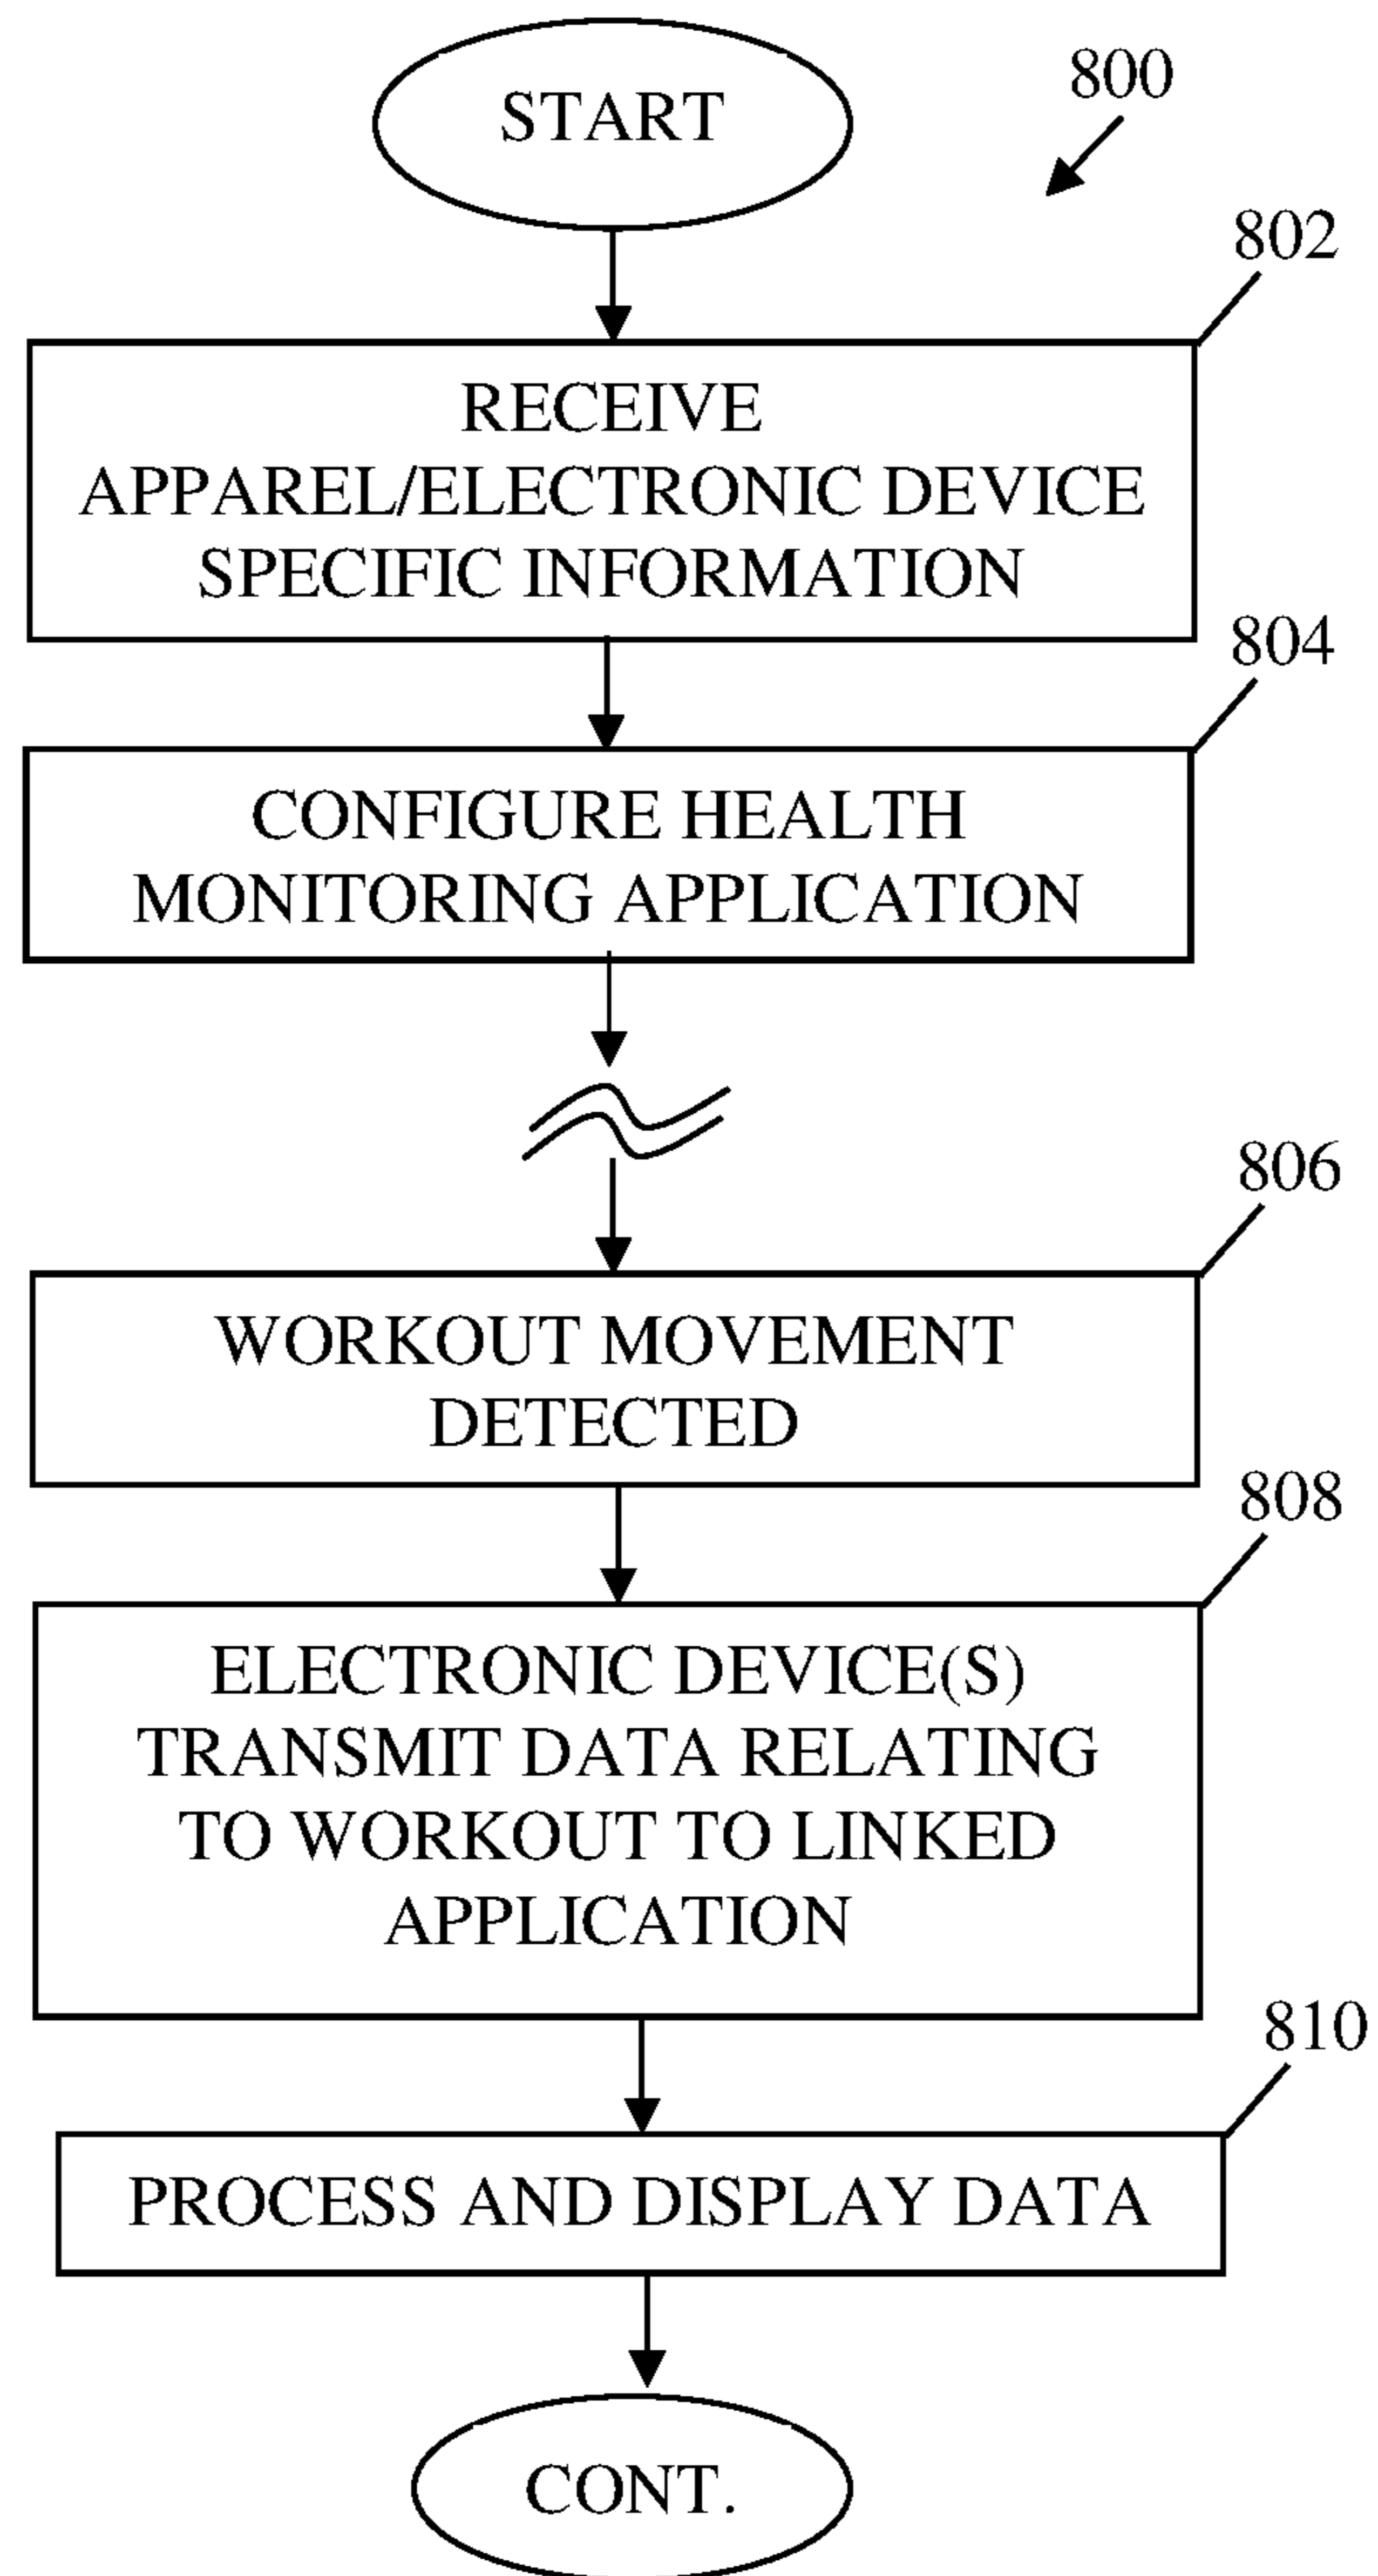 START
800
802
RECEIVE
APPAREL/ELECTRONIC DEVICE
SPECIFIC INFORMATION
804
CONFIGURE HEALTH
MONITORING APPLICATION
806
WORKOUT MOVEMENT
DETECTED
808
ELECTRONIC DEVICE(S)
TRANSMIT DATA RELATING
TO WORKOUT TO LINKED
APPLICATION
810
PROCESS AND DISPLAY DATA
CONT.